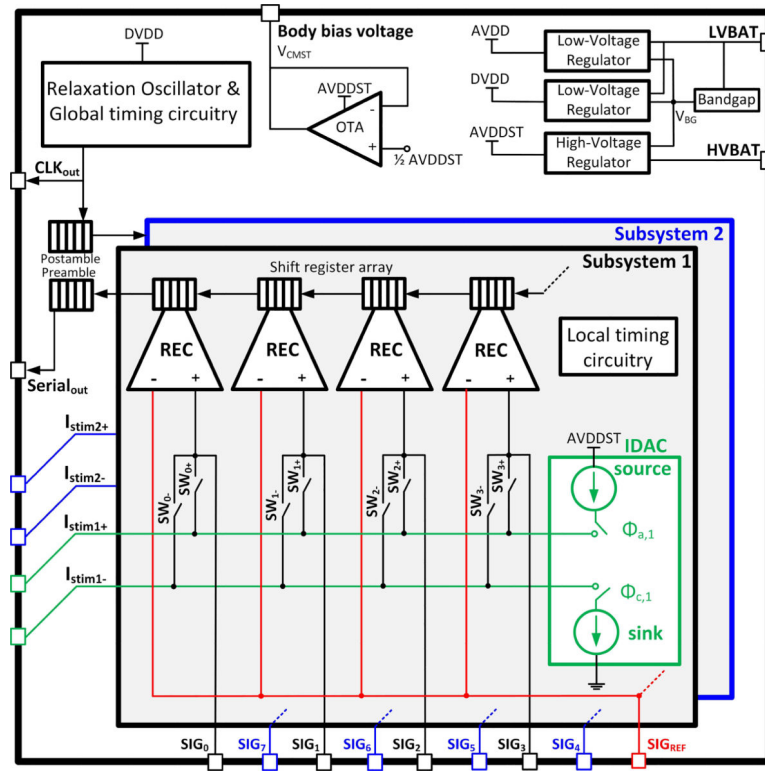 DVDD
Relaxation Oscillator &
Global timing circuitry
Body bias voltage
V_CMST
AVDDST
OTA
-
+
½ AVDDST
AVDD
Low-Voltage
Regulator
LVBAT
DVDD
Low-Voltage
Regulator
Bandgap
V_BG
AVDDST
High-Voltage
Regulator
HVBAT
CLK_out
Postamble
Preamble
Serial_out
Subsystem 2
Subsystem 1
Shift register array
REC
- +
REC
- +
REC
- +
REC
- +
Local timing
circuitry
I_stim2+
I_stim2-
I_stim1+
I_stim1-
SW_0-
SW_0+
SW_1-
SW_1+
SW_2-
SW_2+
SW_3-
SW_3+
AVDDST
IDAC
source
Φ_a,1
Φ_c,1
sink
SIG_0
SIG_7
SIG_1
SIG_6
SIG_2
SIG_5
SIG_3
SIG_4
SIG_REF